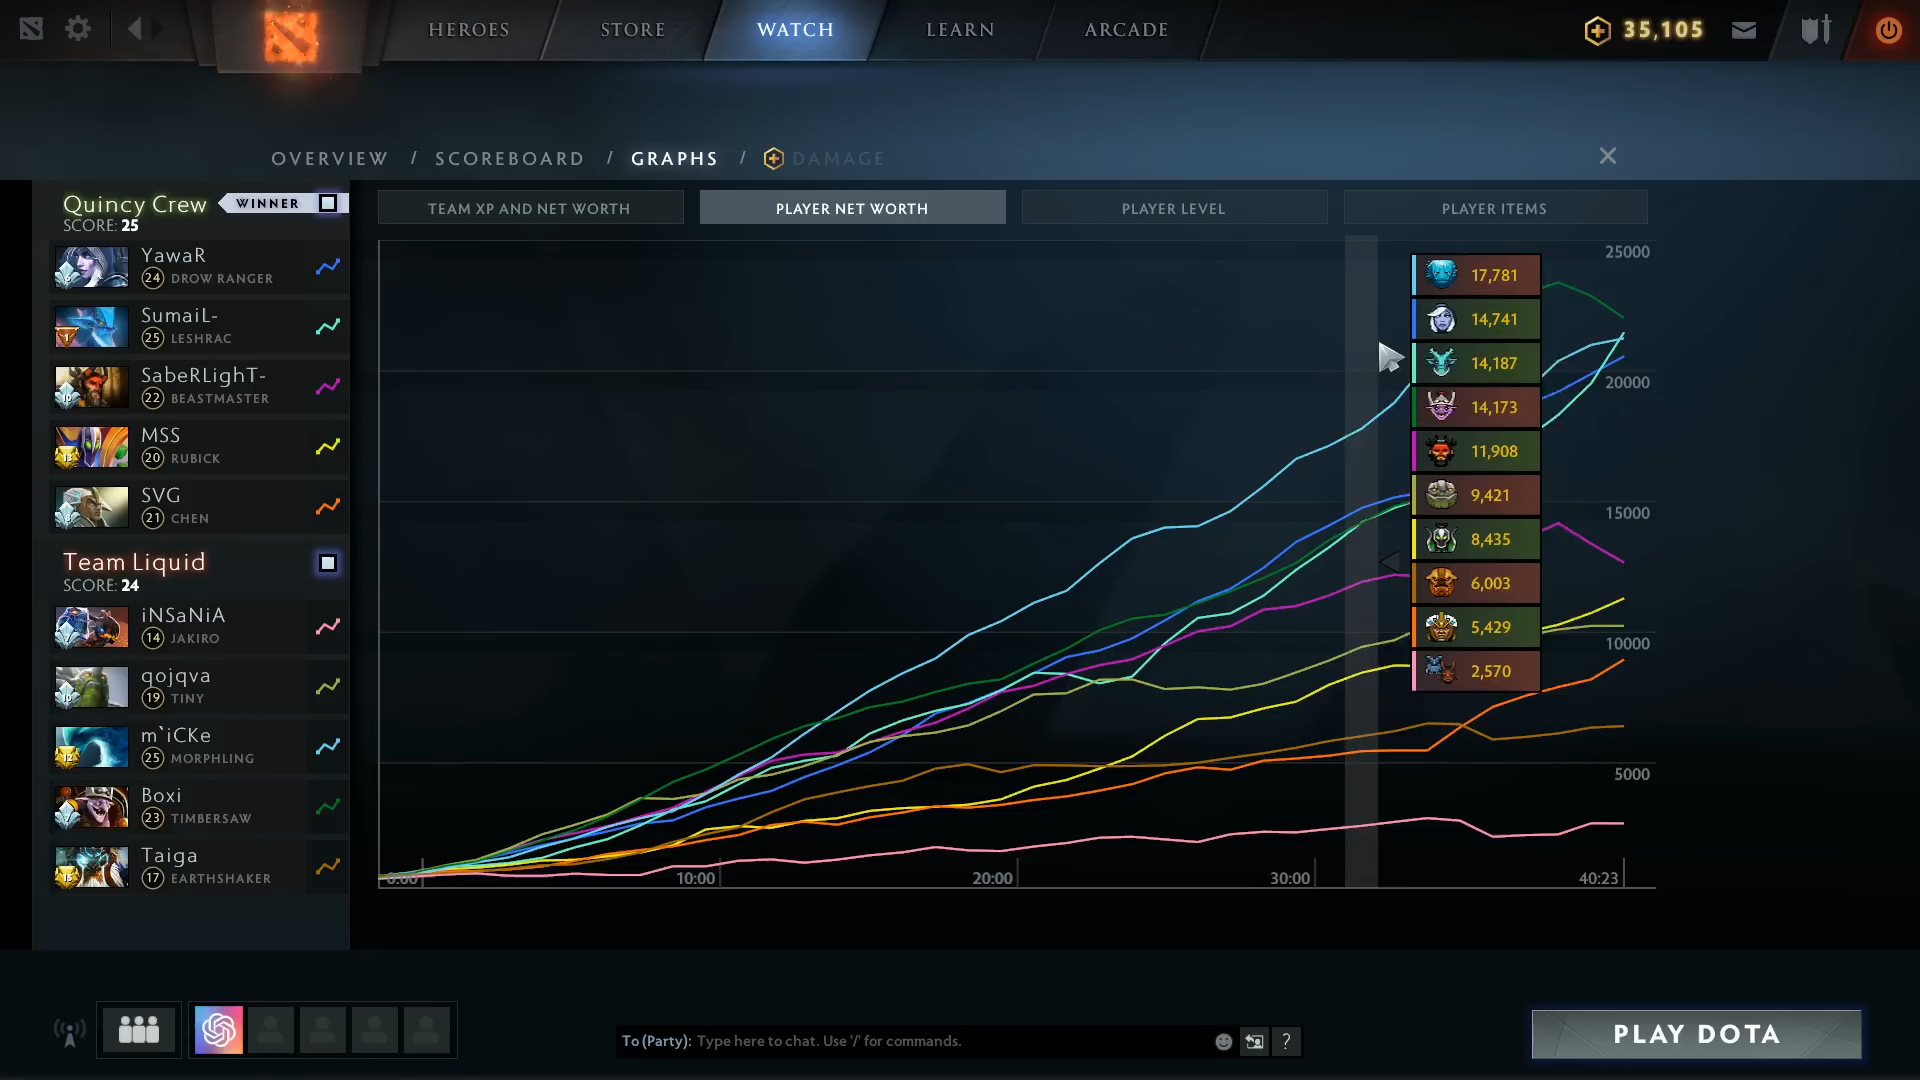 HEROES
STORE
WATCH
LEARN
ARCADE
35,105
OVERVIEW / SCOREBOARD / GRAPHS / DAMAGE
Quincy Crew
WINNER
SCORE: 25
YawaR
24 DROW RANGER
SumaiL-
25 LESHRAC
SabeRLighT-
22 BEASTMASTER
MSS
20 RUBICK
SVG
21 CHEN
Team Liquid
SCORE: 24
iNSaNiA
14 JAKIRO
qojqva
19 TINY
m`iCKe
25 MORPHLING
Boxi
23 TIMBERSAW
Taiga
17 EARTHSHAKER
TEAM XP AND NET WORTH
PLAYER NET WORTH
PLAYER LEVEL
PLAYER ITEMS
25000
20000
15000
10000
5000
17,781
14,741
14,187
14,173
11,908
9,421
8,435
6,003
5,429
2,570
0:00
10:00
20:00
30:00
40:23
To (Party): Type here to chat. Use '/' for commands.
?
PLAY DOTA